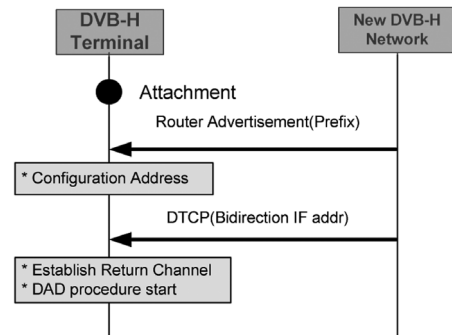 DVB-H
Terminal
New DVB-H
Network
Attachment
Router Advertisement(Prefix)
* Configuration Address
DTCP(Bidirection IF addr)
* Establish Return Channel
* DAD procedure start